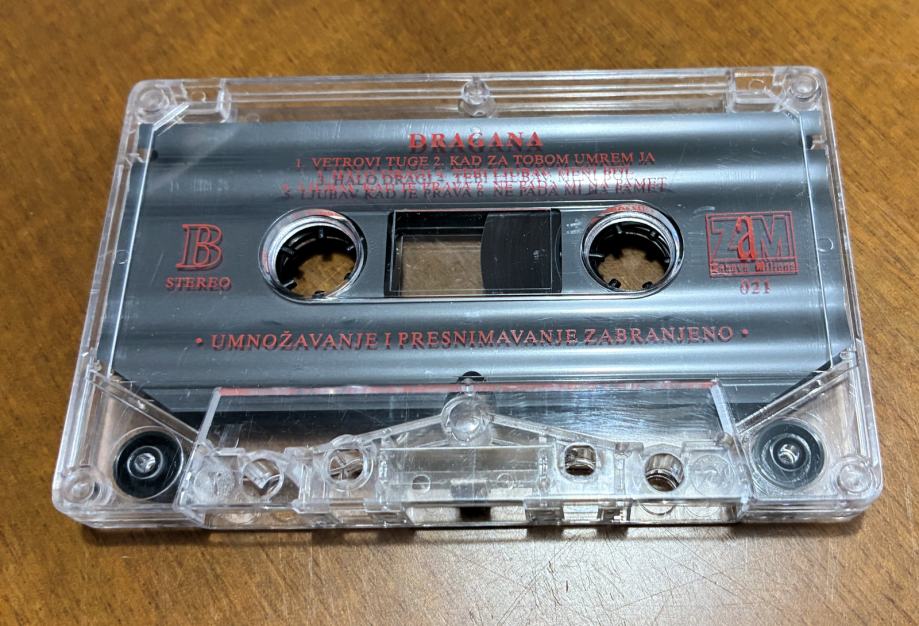 DRAGANA
1. VETROVI TUGE 2. KAD ZA TOBOM UMREM JA
3. HALO DRAGI 4. TEBI LJUBAV, MENI BOL
5. LJUBAV KAD JE PRAVA 6. NE PADA MI NA PAMET
B
STEREO
ZaM
021
• UMNOŽAVANJE I PRESNIMAVANJE ZABRANJENO •